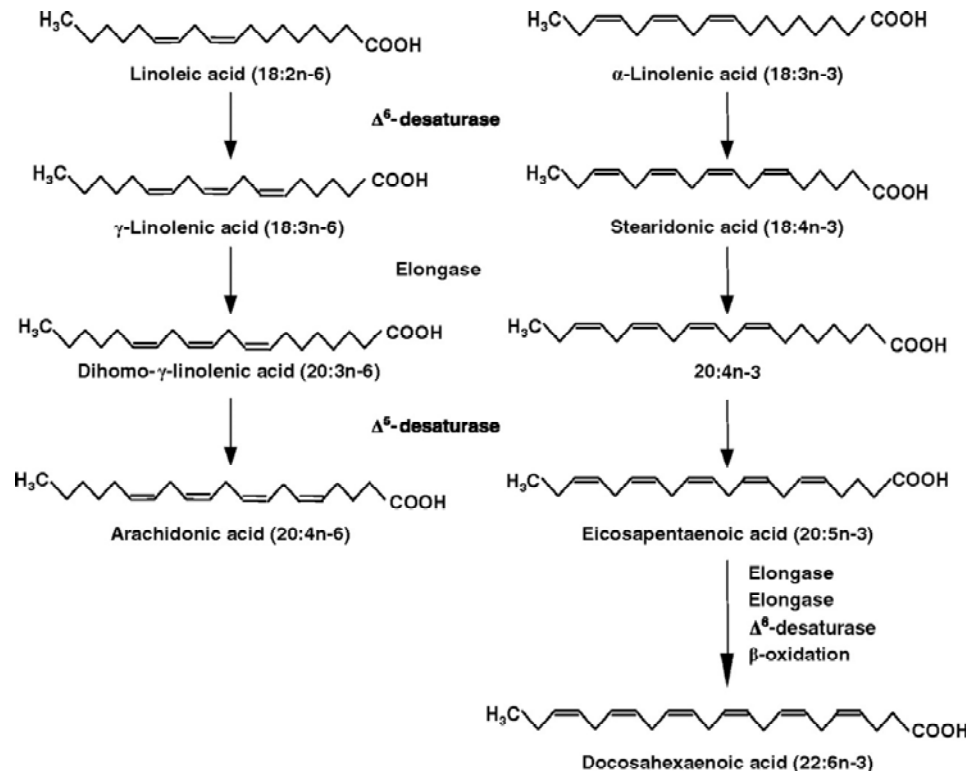 H₃C COOH
Linoleic acid (18:2n-6)
H₃C COOH
α-Linolenic acid (18:3n-3)
Δ⁶-desaturase
H₃C COOH
γ-Linolenic acid (18:3n-6)
H₃C COOH
Stearidonic acid (18:4n-3)
Elongase
H₃C COOH
Dihomo-γ-linolenic acid (20:3n-6)
H₃C COOH
20:4n-3
Δ⁵-desaturase
H₃C COOH
Arachidonic acid (20:4n-6)
H₃C COOH
Eicosapentaenoic acid (20:5n-3)
Elongase
Elongase
Δ⁶-desaturase
β-oxidation
H₃C COOH
Docosahexaenoic acid (22:6n-3)